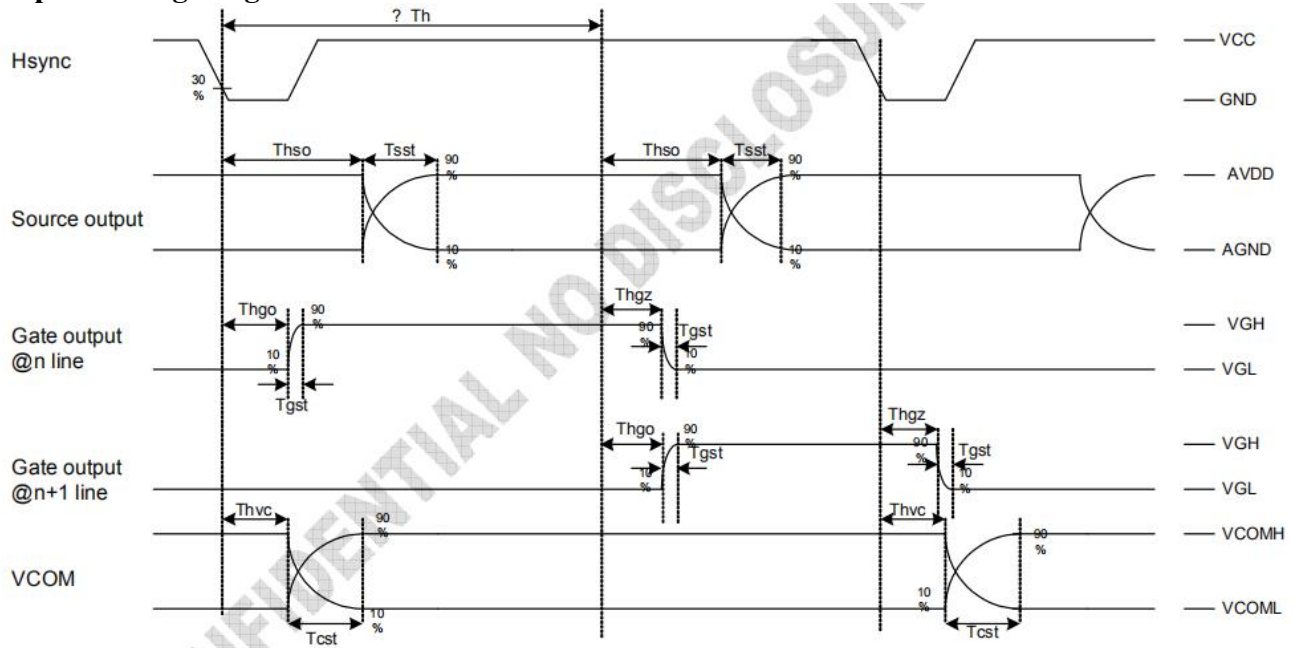 ? Th
Hsync
30
%
VCC
GND
Thso
Tsst
90
%
Thso
Tsst
90
%
AVDD
Source output
10
%
10
%
AGND
Thgo
90
%
Thgz
90
%
Tgst
VGH
Gate output
@n line
10
%
10
%
VGL
Tgst
Thgo
90
%
Tgst
Thgz
90
%
Tgst
VGH
Gate output
@n+1 line
10
%
10
%
VGL
Thvc
90
%
Thvc
90
%
VCOMH
VCOM
10
%
10
%
VCOML
Tcst
Tcst
NO